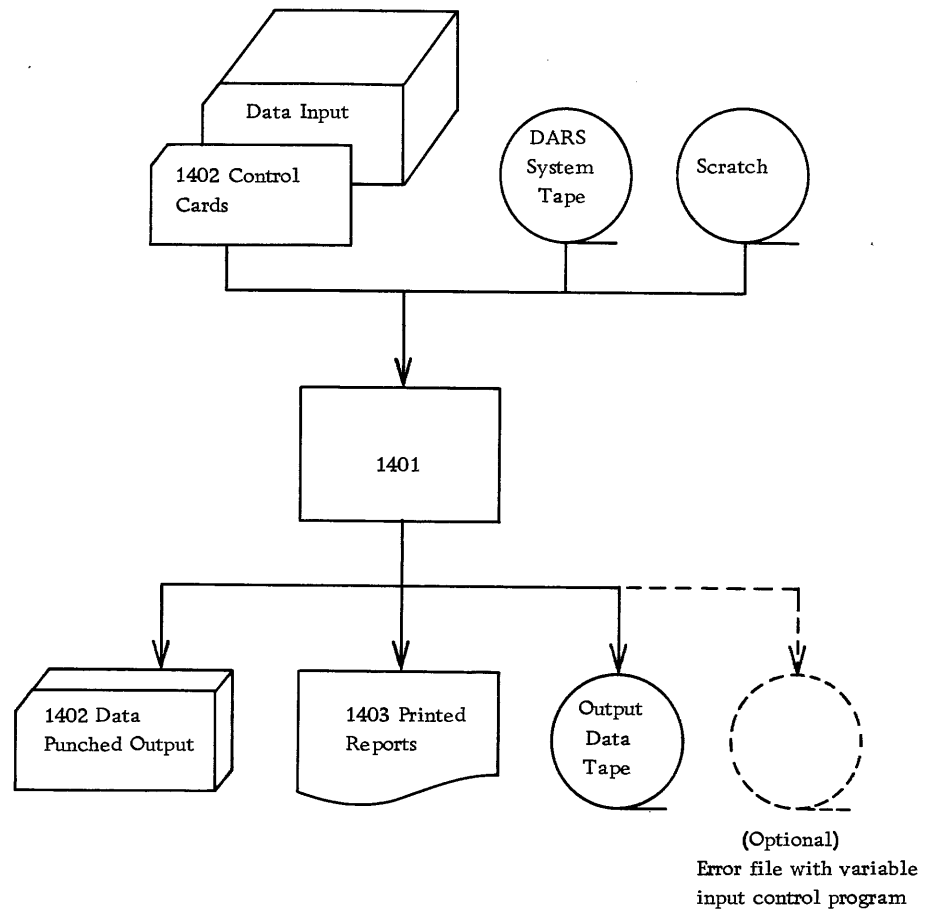 Data Input
1402 Control
Cards
DARS
System
Tape
Scratch
1401
1402 Data
Punched Output
1403 Printed
Reports
Output
Data
Tape
(Optional)
Error file with variable
input control program